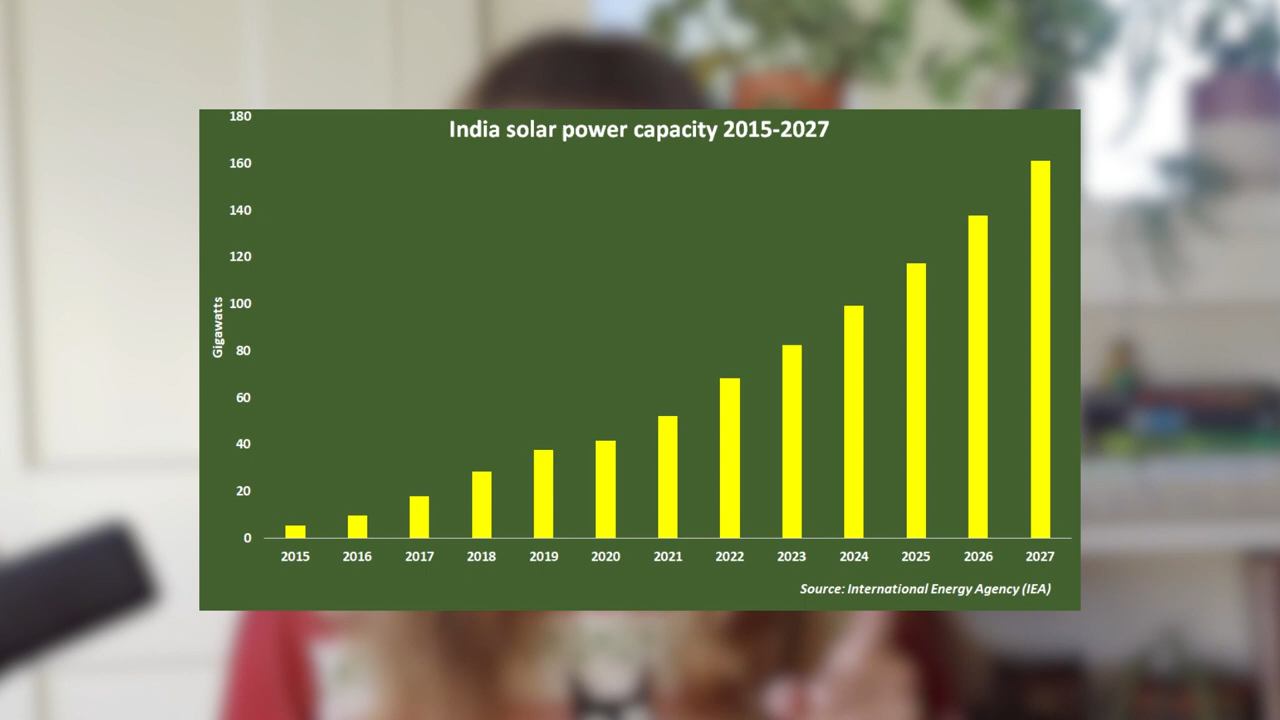 India solar power capacity 2015-2027
180
160
140
120
100
80
60
40
20
0
Gigawatts
2015 2016 2017 2018 2019 2020 2021 2022 2023 2024 2025 2026 2027
Source: International Energy Agency (IEA)